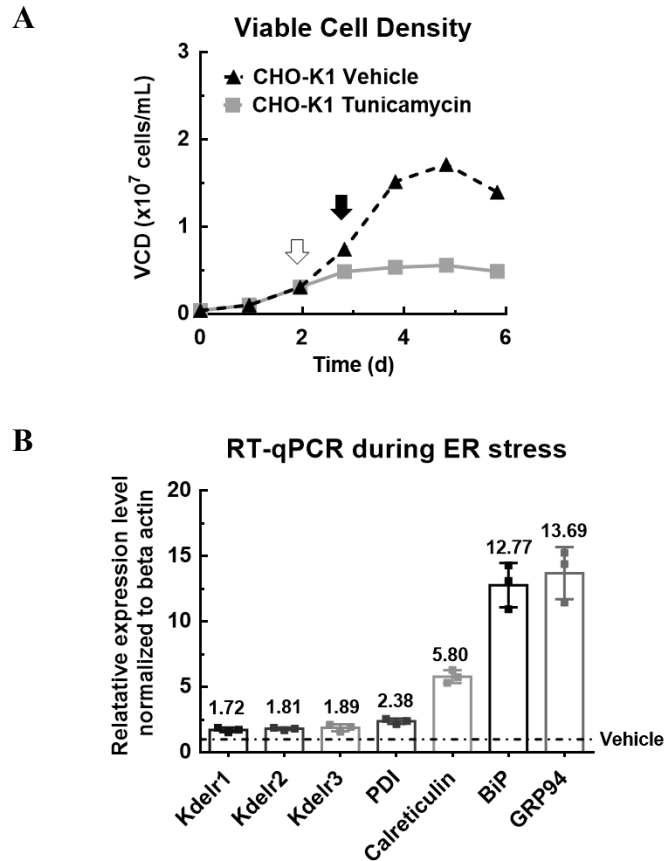 A
Viable Cell Density
CHO-K1 Vehicle
CHO-K1 Tunicamycin
VCD (x10⁷ cells/mL)
3
2
1
0
0
2
4
6
Time (d)
B
RT-qPCR during ER stress
Relatative expression level
normalized to beta actin
20
15
10
5
0
1.72
1.81
1.89
2.38
5.80
12.77
13.69
Vehicle
Kdelr1
Kdelr2
Kdelr3
PDI
Calreticulin
BiP
GRP94